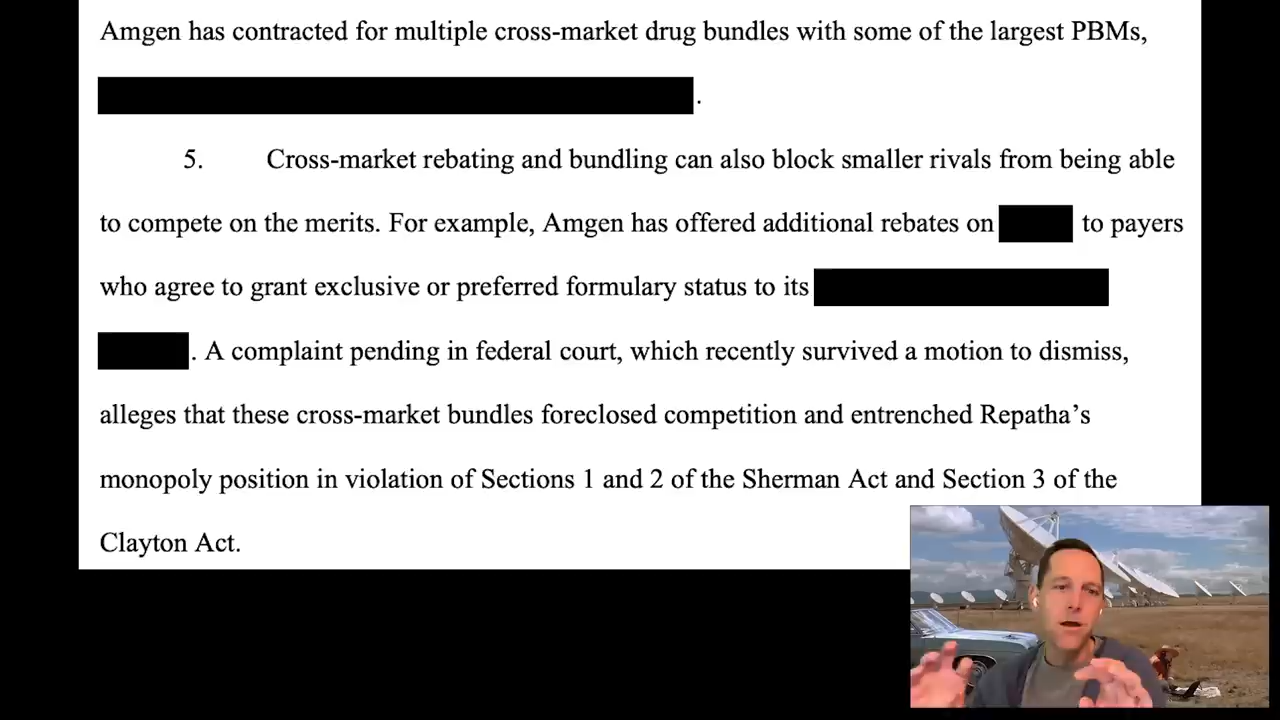 Amgen has contracted for multiple cross-market drug bundles with some of the largest PBMs,
.
5. Cross-market rebating and bundling can also block smaller rivals from being able
to compete on the merits. For example, Amgen has offered additional rebates on to payers
who agree to grant exclusive or preferred formulary status to its
. A complaint pending in federal court, which recently survived a motion to dismiss,
alleges that these cross-market bundles foreclosed competition and entrenched Repatha’s
monopoly position in violation of Sections 1 and 2 of the Sherman Act and Section 3 of the
Clayton Act.